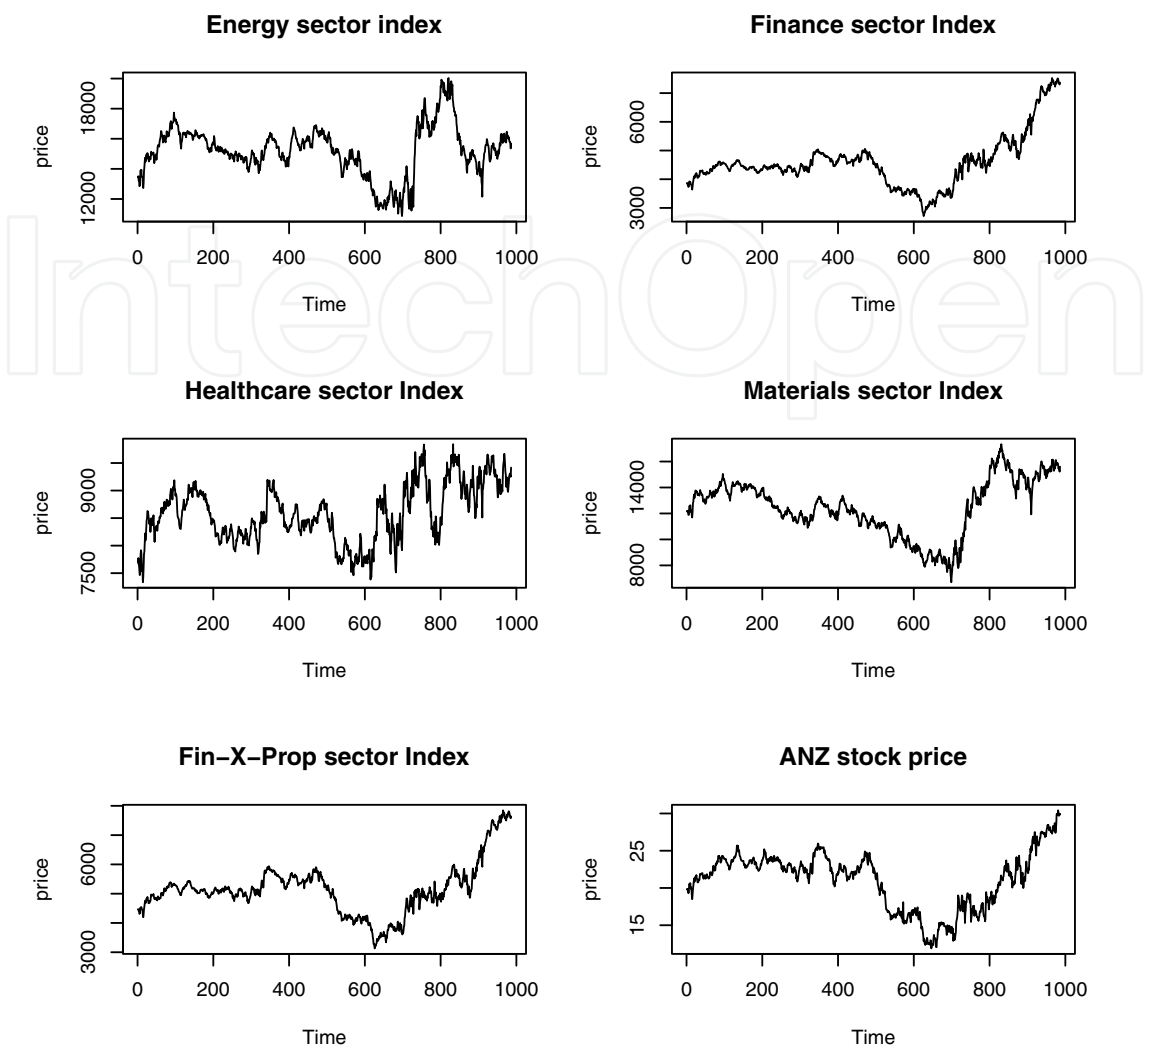 Energy sector index
price
18000
12000
0 200 400 600 800 1000
Time
Finance sector Index
price
6000
3000
0 200 400 600 800 1000
Time
Healthcare sector Index
price
9000
7500
0 200 400 600 800 1000
Time
Materials sector Index
price
14000
8000
0 200 400 600 800 1000
Time
Fin−X−Prop sector Index
price
6000
3000
0 200 400 600 800 1000
Time
ANZ stock price
price
25
15
0 200 400 600 800 1000
Time
IntechOpen